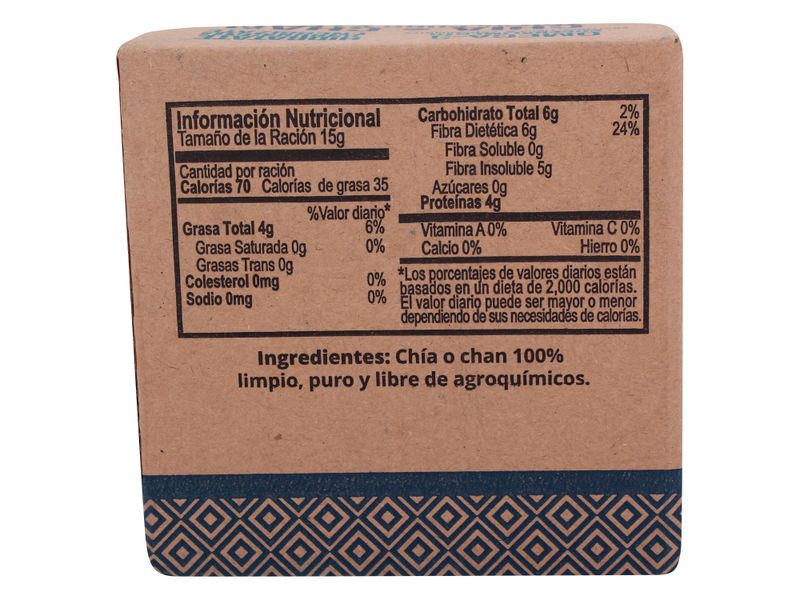 OMEGA-3
Información Nutricional
Tamaño de la Ración 15g
Cantidad por ración
Calorías 70 Calorías de grasa 35
%Valor diario*
Grasa Total 4g 6%
Grasa Saturada 0g 0%
Grasas Trans 0g
Colesterol 0mg 0%
Sodio 0mg 0%
Carbohidrato Total 6g 2%
Fibra Dietética 6g 24%
Fibra Soluble 0g
Fibra Insoluble 5g
Azúcares 0g
Proteínas 4g
Vitamina A 0% Vitamina C 0%
Calcio 0% Hierro 0%
*Los porcentajes de valores diarios están
basados en un dieta de 2,000 calorías.
El valor diario puede ser mayor o menor
dependiendo de sus necesidades de calorías.
Ingredientes: Chía o chan 100%
limpio, puro y libre de agroquímicos.